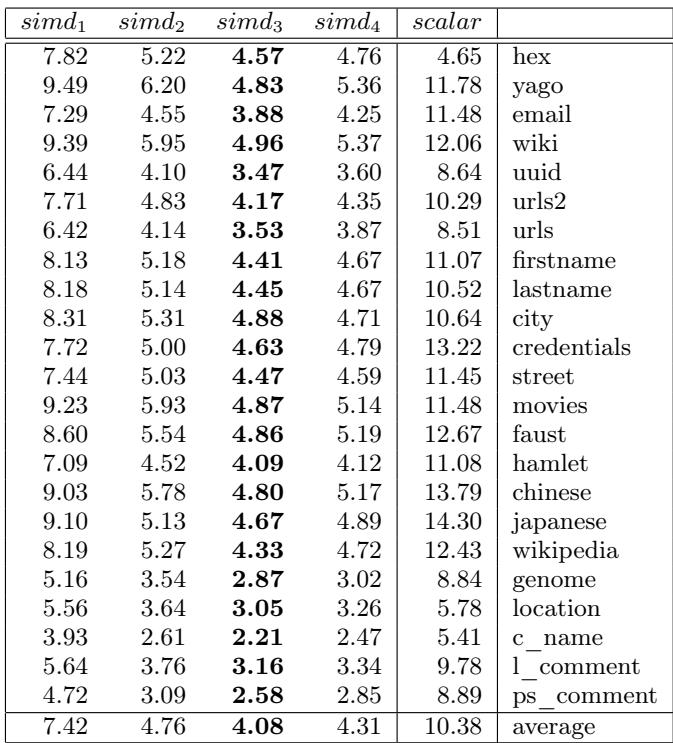 simd₁ simd₂ simd₃ simd₄ scalar
7.82 5.22 4.57 4.76 4.65 hex
9.49 6.20 4.83 5.36 11.78 yago
7.29 4.55 3.88 4.25 11.48 email
9.39 5.95 4.96 5.37 12.06 wiki
6.44 4.10 3.47 3.60 8.64 uuid
7.71 4.83 4.17 4.35 10.29 urls2
6.42 4.14 3.53 3.87 8.51 urls
8.13 5.18 4.41 4.67 11.07 firstname
8.18 5.14 4.45 4.67 10.52 lastname
8.31 5.31 4.88 4.71 10.64 city
7.72 5.00 4.63 4.79 13.22 credentials
7.44 5.03 4.47 4.59 11.45 street
9.23 5.93 4.87 5.14 11.48 movies
8.60 5.54 4.86 5.19 12.67 faust
7.09 4.52 4.09 4.12 11.08 hamlet
9.03 5.78 4.80 5.17 13.79 chinese
9.10 5.13 4.67 4.89 14.30 japanese
8.19 5.27 4.33 4.72 12.43 wikipedia
5.16 3.54 2.87 3.02 8.84 genome
5.56 3.64 3.05 3.26 5.78 location
3.93 2.61 2.21 2.47 5.41 c_name
5.64 3.76 3.16 3.34 9.78 l_comment
4.72 3.09 2.58 2.85 8.89 ps_comment
7.42 4.76 4.08 4.31 10.38 average